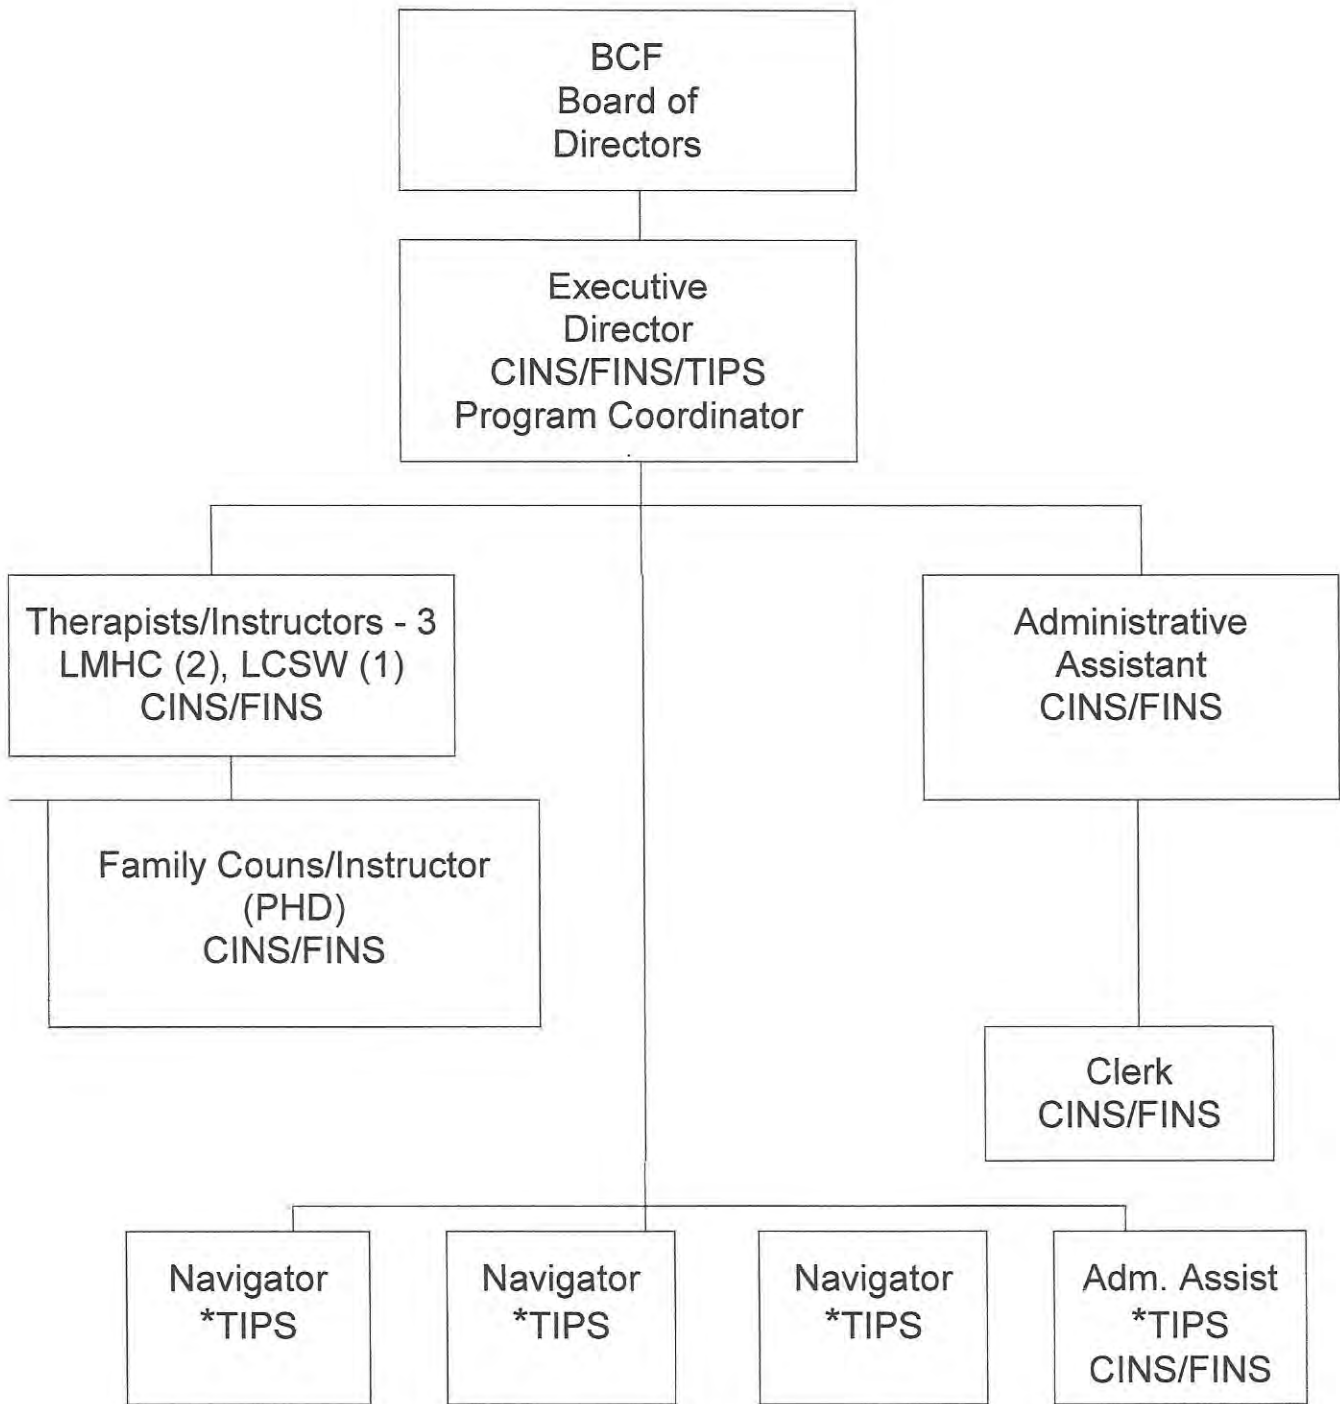 BCF
Board of
Directors
Executive
Director
CINS/FINS/TIPS
Program Coordinator
Therapists/Instructors - 3
LMHC (2), LCSW (1)
CINS/FINS
Administrative
Assistant
CINS/FINS
Family Couns/Instructor
(PHD)
CINS/FINS
Clerk
CINS/FINS
Navigator
*TIPS
Navigator
*TIPS
Navigator
*TIPS
Adm. Assist
*TIPS
CINS/FINS